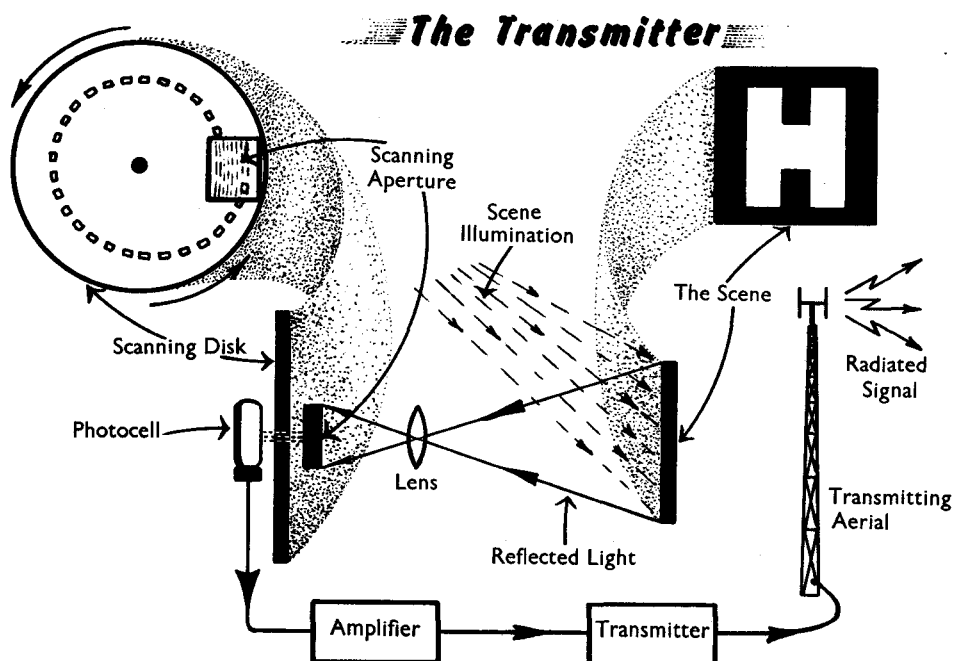 The Transmitter
Scanning
Aperture
Scene
Illumination
H
The Scene
Scanning Disk
Radiated
Signal
Photocell
Lens
Transmitting
Aerial
Reflected Light
Amplifier
Transmitter